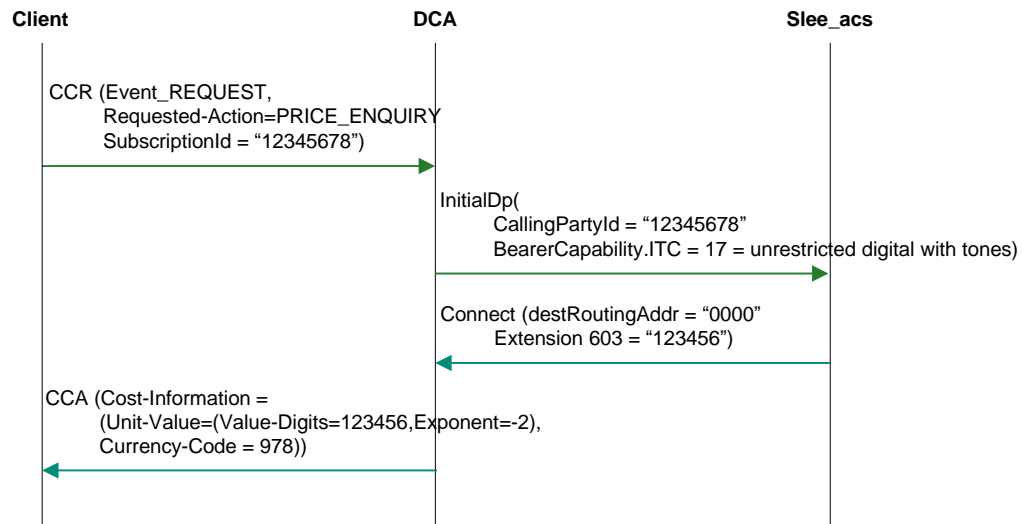 Client DCA Slee_acs
CCR (Event_REQUEST,
Requested-Action=PRICE_ENQUIRY
SubscriptionId = “12345678”)
InitialDp(
CallingPartyId = “12345678”
BearerCapability.ITC = 17 = unrestricted digital with tones)
Connect (destRoutingAddr = “0000”
Extension 603 = “123456”)
CCA (Cost-Information =
(Unit-Value=(Value-Digits=123456,Exponent=-2),
Currency-Code = 978))